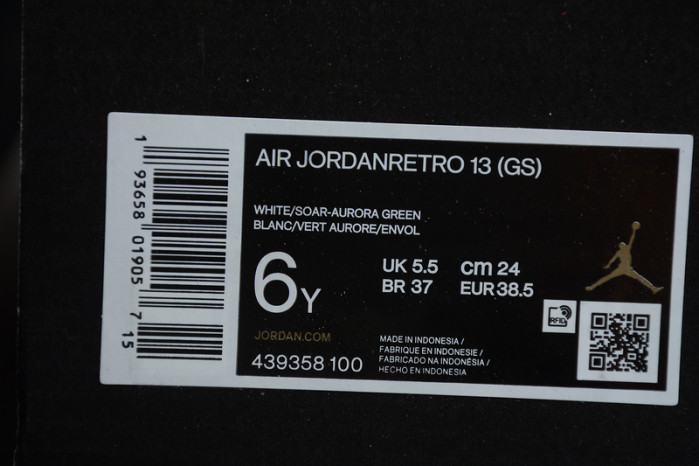 1 93658 01905 7 15
AIR JORDANRETRO 13 (GS)
WHITE/SOAR-AURORA GREEN
BLANC/VERT AURORE/ENVOL
6Y
UK 5.5 cm 24
BR 37 EUR 38.5
RFID
JORDAN.COM
439358 100
MADE IN INDONESIA /
FABRIQUE EN INDONESIE /
FABRICADO NA INDONÉSIA /
HECHO EN INDONESIA